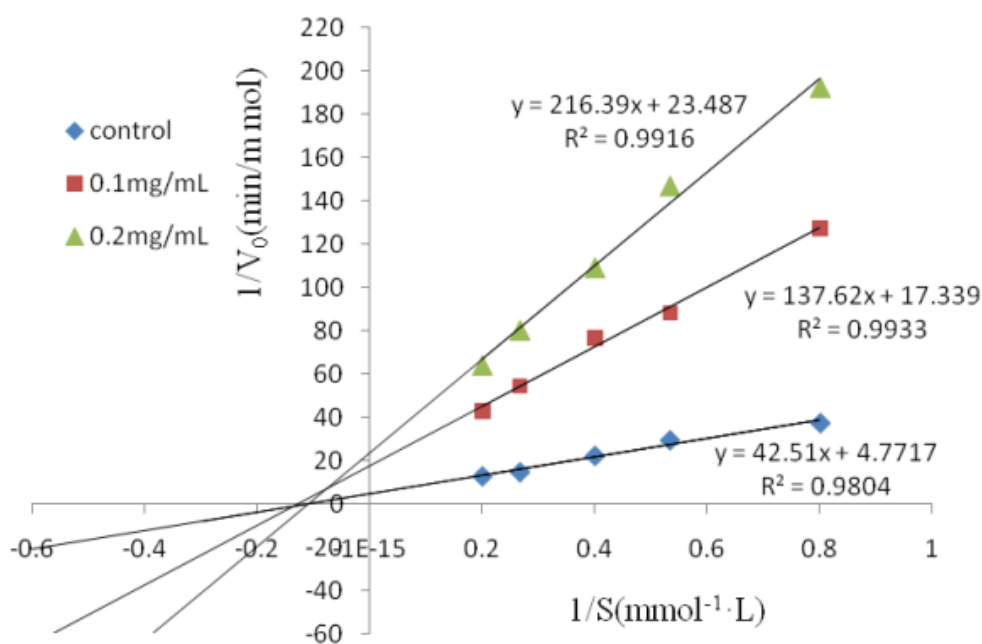 220
200
180
160
140
120
100
80
60
40
20
0
-20
-40
-60
1/V₀(min/m mol)
control
0.1mg/mL
0.2mg/mL
y = 216.39x + 23.487
R² = 0.9916
y = 137.62x + 17.339
R² = 0.9933
y = 42.51x + 4.7717
R² = 0.9804
-0.6 -0.4 -0.2 -1E-15 0.2 0.4 0.6 0.8 1
1/S(mmol⁻¹·L)